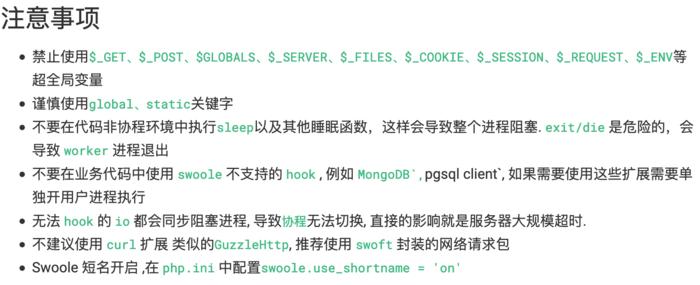 注意事项
禁止使用$_GET、$_POST、$GLOBALS、$_SERVER、$_FILES、$_COOKIE、$_SESSION、$_REQUEST、$_ENV等
超全局变量
谨慎使用global、static关键字
不要在代码非协程环境中执行sleep以及其他睡眠函数，这样会导致整个进程阻塞. exit/die 是危险的，会
导致 worker 进程退出
不要在业务代码中使用 swoole 不支持的 hook , 例如 MongoDB`, pgsql client`, 如果需要使用这些扩展需要单
独开用户进程执行
无法 hook 的 io 都会同步阻塞进程, 导致协程无法切换, 直接的影响就是服务器大规模超时.
不建议使用 curl 扩展 类似的GuzzleHttp, 推荐使用 swoft 封装的网络请求包
Swoole 短名开启 ,在 php.ini 中配置swoole.use_shortname = 'on'